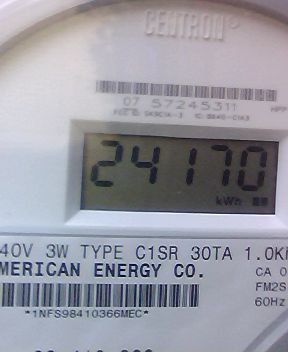 CENTRON®
07 57245311
24170
kWh
40V 3W TYPE C1SR 30TA 1.0K
MERICAN ENERGY CO.
CA 0
FM2S
60Hz
*1NFS98410366MEC*